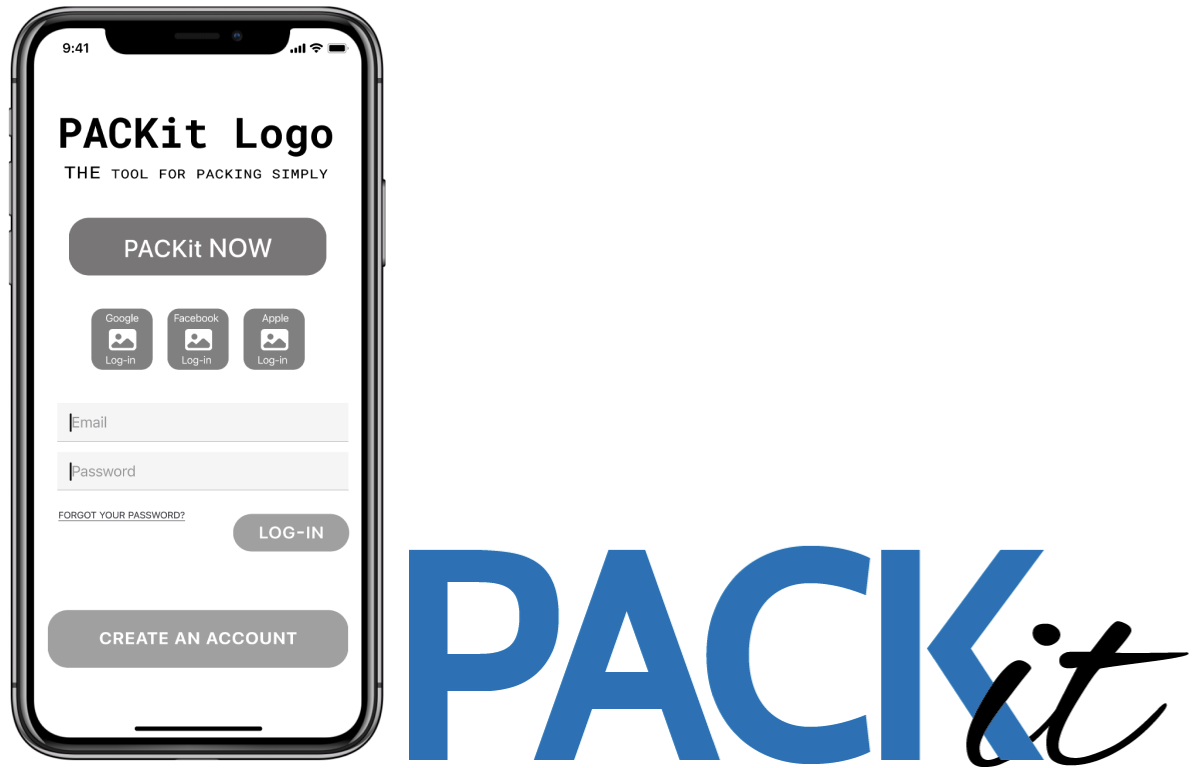 9:41
PACKit Logo
THE TOOL FOR PACKING SIMPLY
PACKit NOW
Google Facebook Apple
Log-in Log-in Log-in
Email
Password
FORGOT YOUR PASSWORD?
LOG-IN
CREATE AN ACCOUNT
PACKit